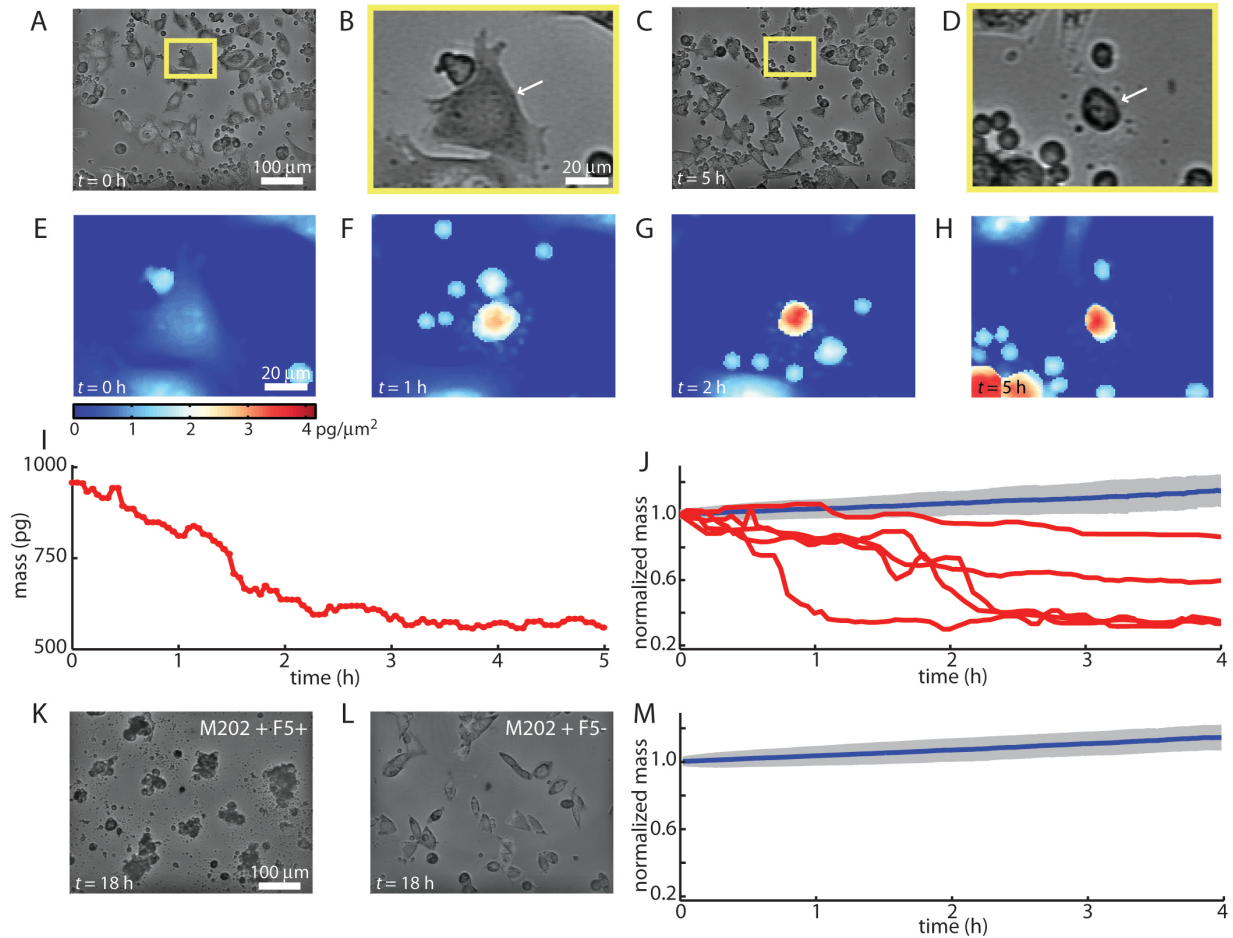 A
t = 0 h
100 µm
B
20 µm
C
t = 5 h
D
E
t = 0 h
20 µm
F
t = 1 h
G
t = 2 h
H
t = 5 h
0 1 2 3 4 pg/µm²
I
1000
750
500
mass (pg)
0 1 2 3 4 5
time (h)
J
1.0
0.6
0.2
normalized mass
0 1 2 3 4
time (h)
K
M202 + F5+
t = 18 h
100 µm
L
M202 + F5-
t = 18 h
M
1.0
0.6
0.2
normalized mass
0 1 2 3 4
time (h)